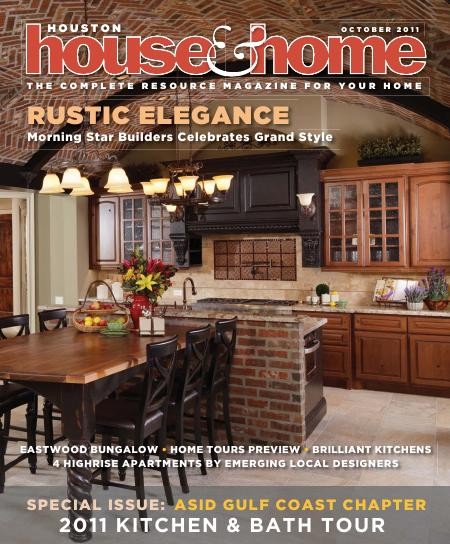 HOUSTON
OCTOBER 2011
house&home
THE COMPLETE RESOURCE MAGAZINE FOR YOUR HOME
RUSTIC ELEGANCE
Morning Star Builders Celebrates Grand Style
EASTWOOD BUNGALOW • HOME TOURS PREVIEW • BRILLIANT KITCHENS
4 HIGHRISE APARTMENTS BY EMERGING LOCAL DESIGNERS
SPECIAL ISSUE: ASID GULF COAST CHAPTER
2011 KITCHEN & BATH TOUR